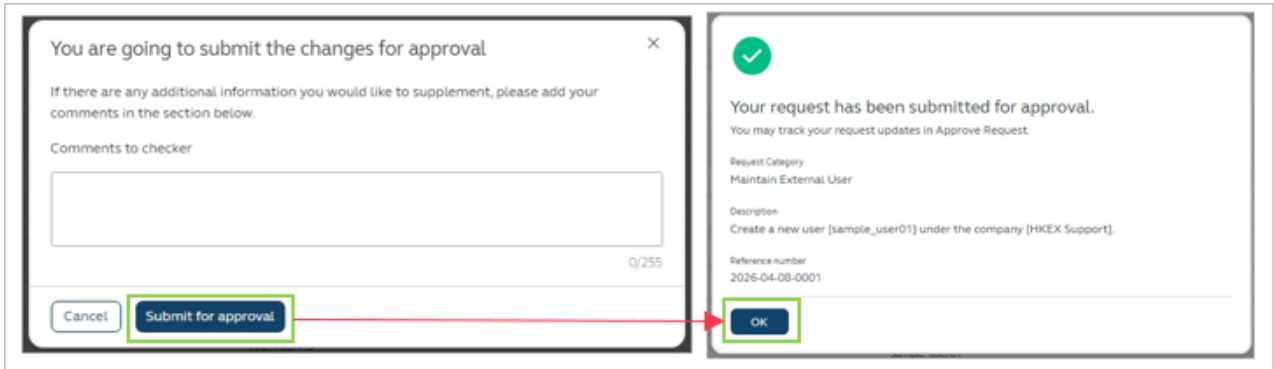 You are going to submit the changes for approval
If there are any additional information you would like to supplement, please add your
comments in the section below.
Comments to checker
0/255
Cancel
Submit for approval
Your request has been submitted for approval.
You may track your request updates in Approve Request.
Request Category
Maintain External User
Description
Create a new user [sample_user01] under the company [HKEX Support].
Reference number
2026-04-08-0001
OK